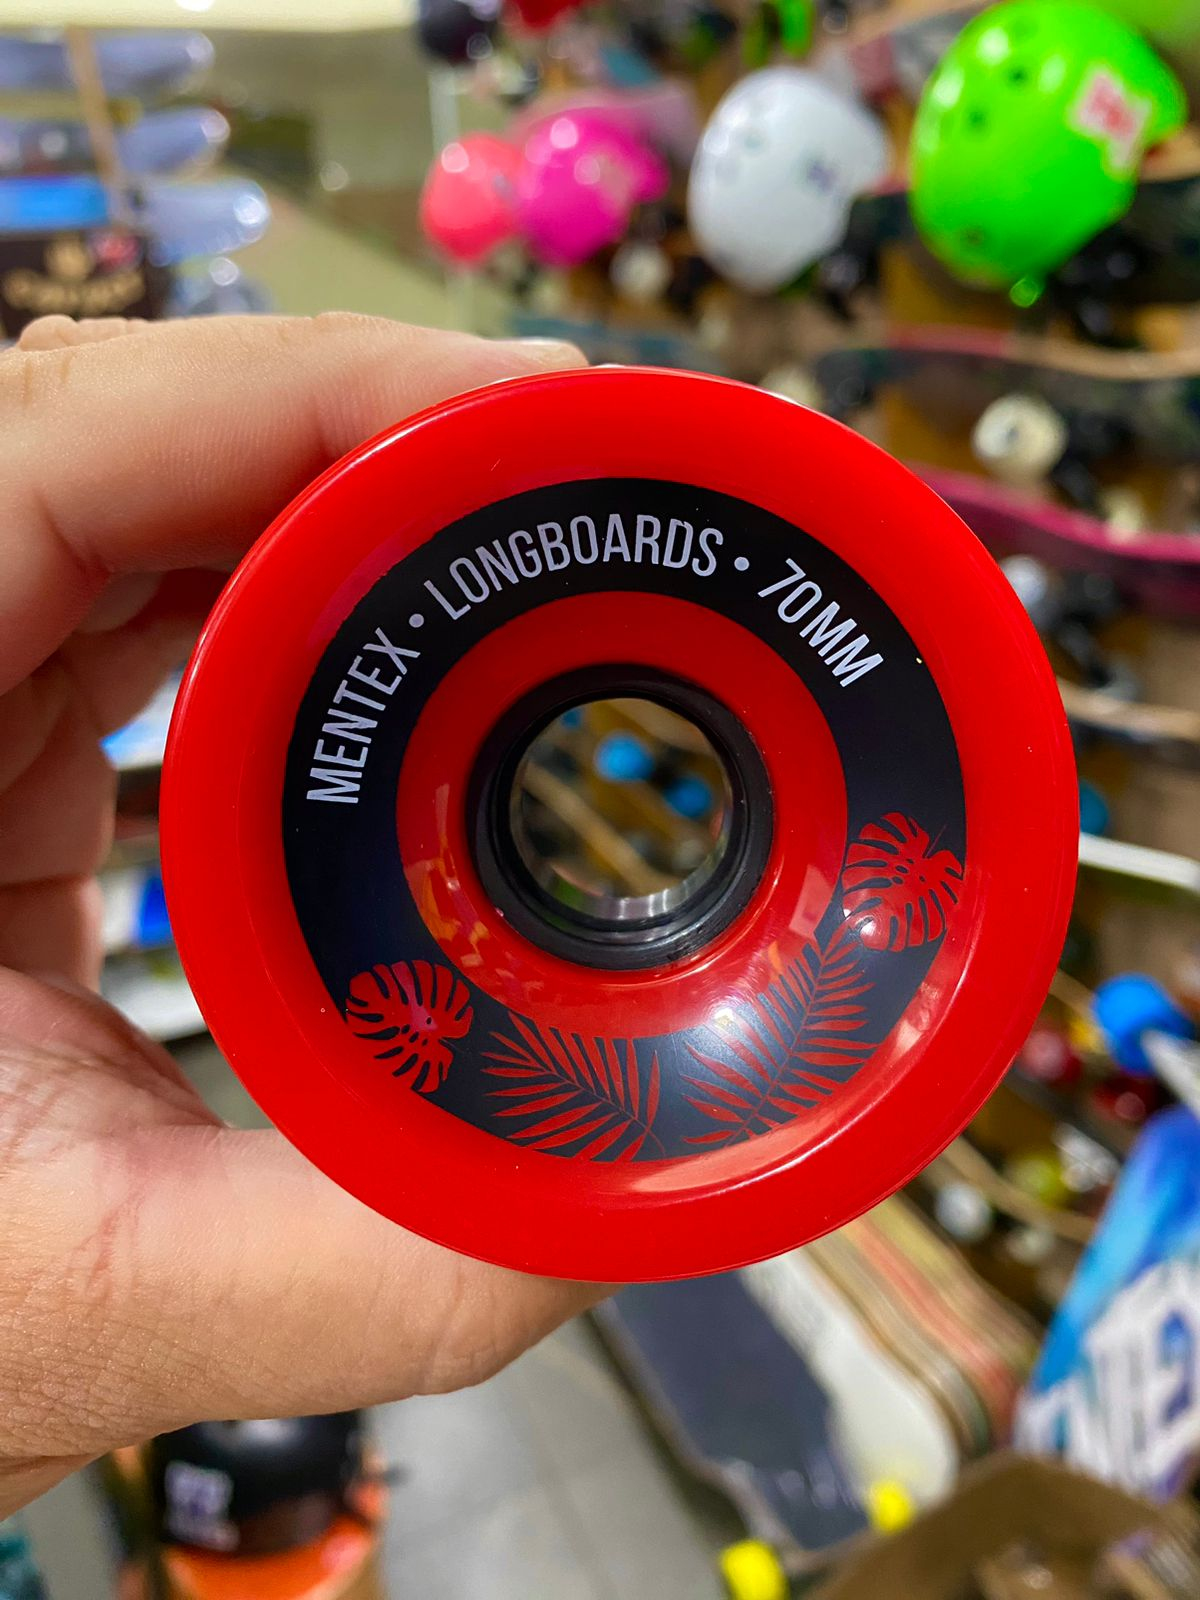 MENTEX • LONGBOARDS • 70MM